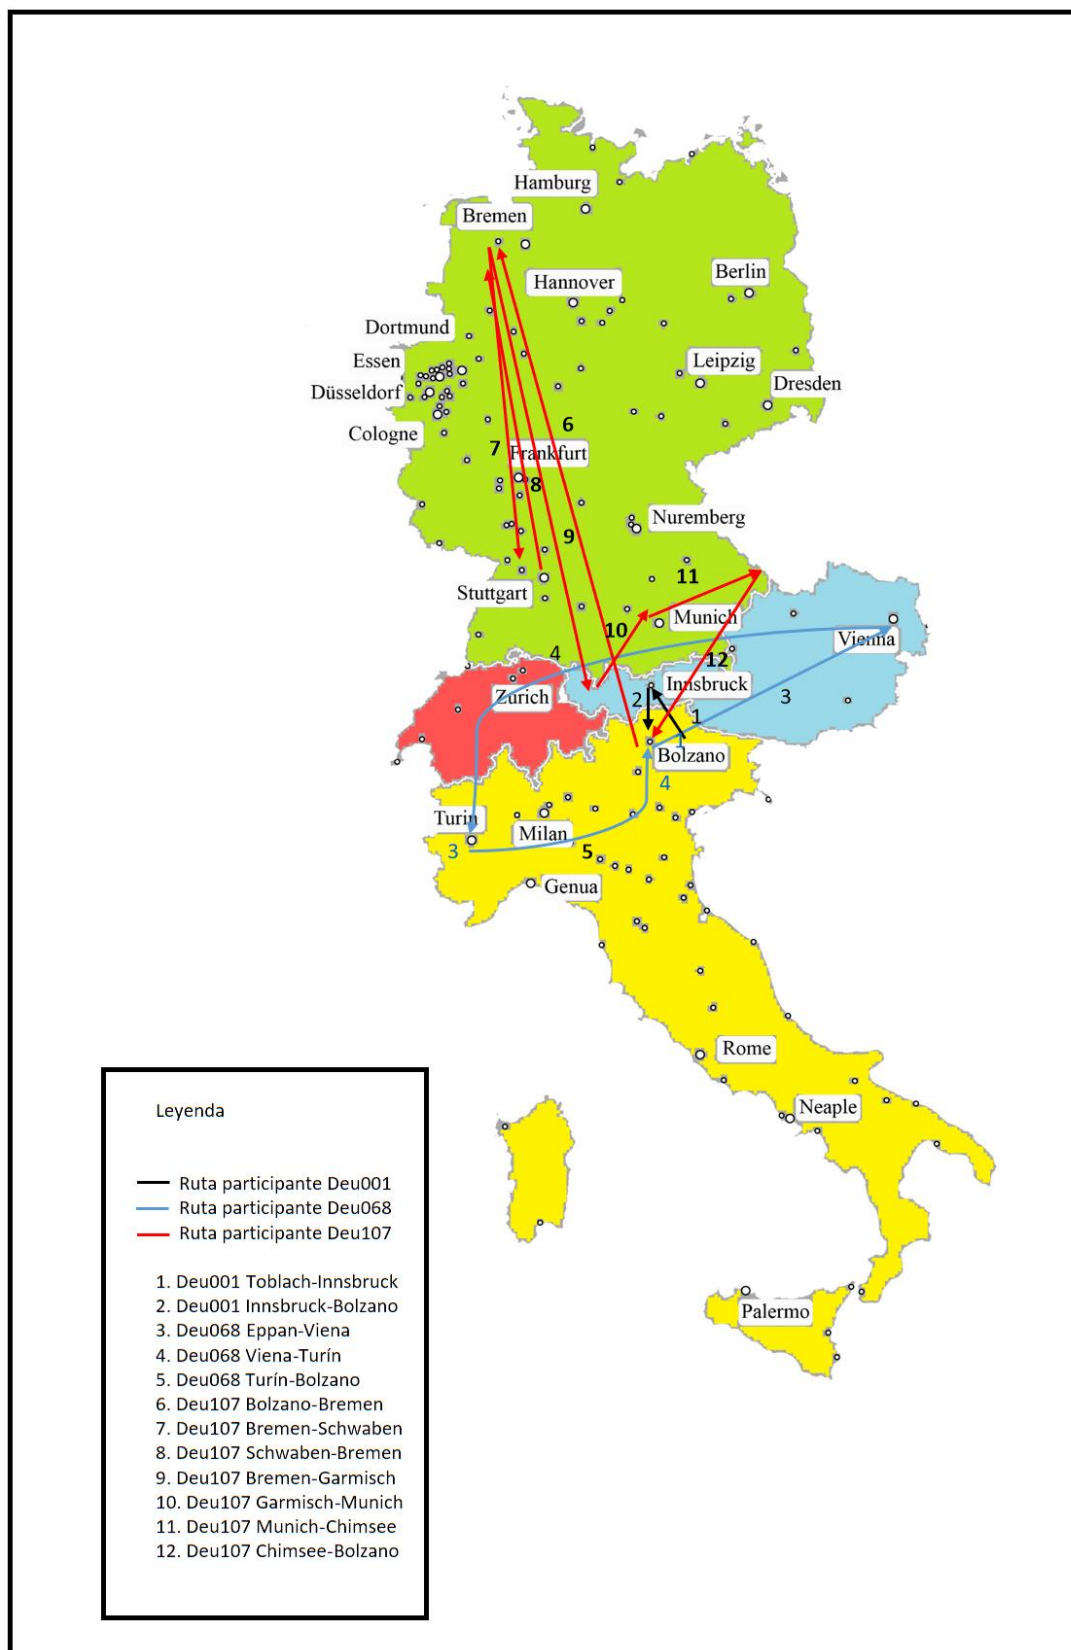 Hamburg
Bremen
Berlin
Hannover
Dortmund
Essen
Leipzig
Düsseldorf
Dresden
6
Cologne
7
Frankfurt
8
Nuremberg
9
11
Stuttgart
10
Munich
Vienna
4
12
Zurich
Innsbruck
2
3
1
1
Bolzano
4
Turin
Milan
3
5
Genua
Rome
Neaple
Palermo
Leyenda
Ruta participante Deu001
Ruta participante Deu068
Ruta participante Deu107
1. Deu001 Toblach-Innsbruck
2. Deu001 Innsbruck-Bolzano
3. Deu068 Eppan-Viena
4. Deu068 Viena-Turín
5. Deu068 Turín-Bolzano
6. Deu107 Bolzano-Bremen
7. Deu107 Bremen-Schwaben
8. Deu107 Schwaben-Bremen
9. Deu107 Bremen-Garmisch
10. Deu107 Garmisch-Munich
11. Deu107 Munich-Chimsee
12. Deu107 Chimsee-Bolzano